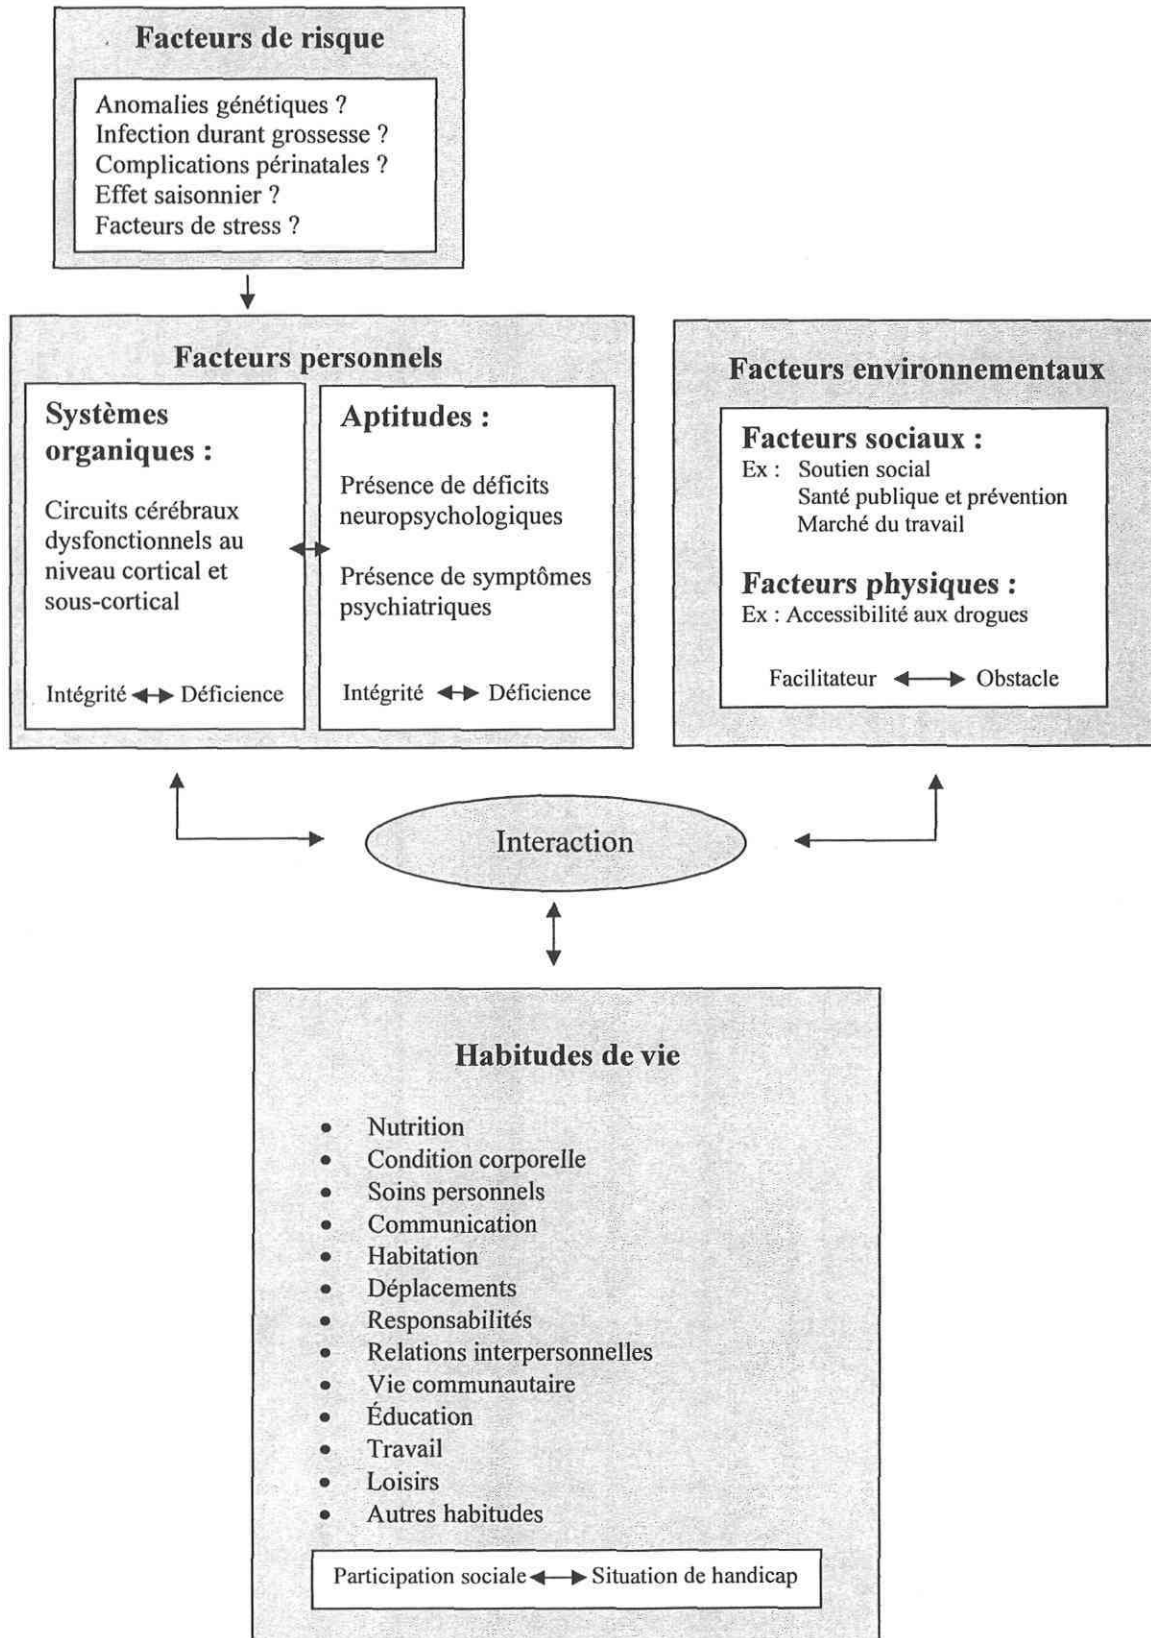 Facteurs de risque
Anomalies génétiques ?
Infection durant grossesse ?
Complications périnatales ?
Effet saisonnier ?
Facteurs de stress ?
Facteurs personnels
Systèmes
organiques :
Circuits cérébraux
dysfonctionnels au
niveau cortical et
sous-cortical
Intégrité Déficience
Aptitudes :
Présence de déficits
neuropsychologiques
Présence de symptômes
psychiatriques
Intégrité Déficience
Facteurs environnementaux
Facteurs sociaux :
Ex : Soutien social
Santé publique et prévention
Marché du travail
Facteurs physiques :
Ex : Accessibilité aux drogues
Facilitateur Obstacle
Interaction
Habitudes de vie
• Nutrition
• Condition corporelle
• Soins personnels
• Communication
• Habitation
• Déplacements
• Responsabilités
• Relations interpersonnelles
• Vie communautaire
• Éducation
• Travail
• Loisirs
• Autres habitudes
Participation sociale Situation de handicap